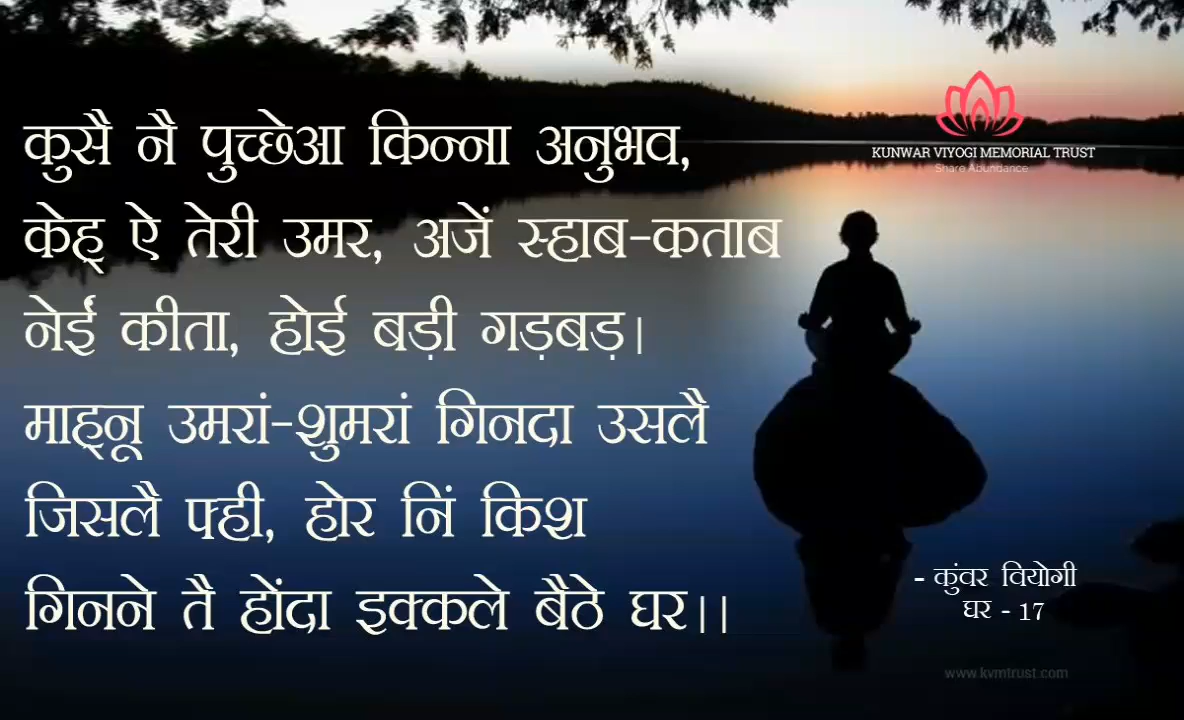 कुसै नै पुच्छेआ किन्ना अनुभव,
केह् ऐ तेरी उमर, अजें स्हाब-कताब
नेईं कीता, होई बड़ी गड़बड़।
माह्नू उमरां-शुमरां गिनदा उसलै
जिसलै फ्ही, होर निं किश
गिनने तै होंदा इक्कले बैठे घर।।
KUNWAR VIYOGI MEMORIAL TRUST
Share Abundance
- कुंवर वियोगी
घर - 17
www.kvmtrust.com